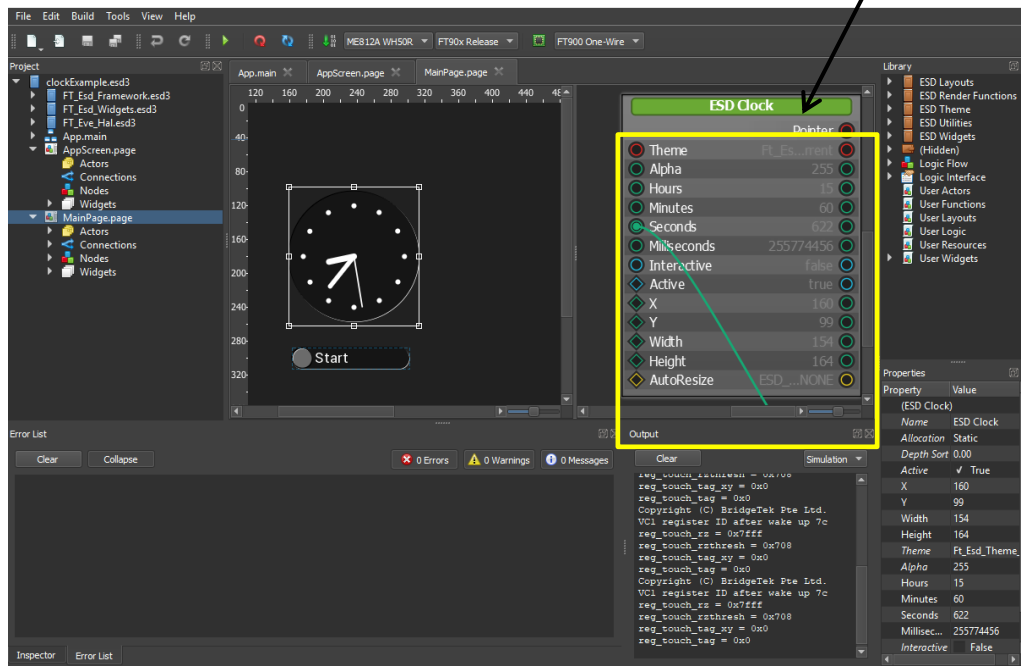 File Edit Build Tools View Help
ME812A WH50R FT90x Release FT900 One-Wire
Project
clockExample.esd3
FT_Esd_Framework.esd3
FT_Esd_Widgets.esd3
FT_Eve_Hal.esd3
App.main
AppScreen.page
Actors
Connections
Nodes
Widgets
MainPage.page
Actors
Connections
Nodes
Widgets
App.main AppScreen.page MainPage.page
120 160 200 240 280 320 360 400 440
0
40
80
120
160
200
240
280
320
Start
ESD Clock
Pointer
Theme Ft_Es...rrent
Alpha 255
Hours 15
Minutes 60
Seconds 622
Milliseconds 255774456
Interactive false
Active true
X 160
Y 99
Width 154
Height 164
AutoResize ESD_...NONE
Library
ESD Layouts
ESD Render Functions
ESD Theme
ESD Utilities
ESD Widgets
(Hidden)
Logic Flow
Logic Interface
User Actors
User Functions
User Layouts
User Logic
User Resources
User Widgets
Properties
Property Value
(ESD Clock)
Name ESD Clock
Allocation Static
Depth Sort 0.00
Active True
X 160
Y 99
Width 154
Height 164
Theme Ft_Esd_Theme_
Alpha 255
Hours 15
Minutes 60
Seconds 622
Millisec... 255774456
Interactive False
Error List
Clear Collapse 0 Errors 0 Warnings 0 Messages
Output
Clear Simulation
reg_touch_rzthresh = 0x708
reg_touch_tag_xy = 0x0
reg_touch_tag = 0x0
Copyright (C) BridgeTek Pte Ltd.
VC1 register ID after wake up 7c
reg_touch_rz = 0x7fff
reg_touch_rzthresh = 0x708
reg_touch_tag_xy = 0x0
reg_touch_tag = 0x0
Copyright (C) BridgeTek Pte Ltd.
VC1 register ID after wake up 7c
reg_touch_rz = 0x7fff
reg_touch_rzthresh = 0x708
reg_touch_tag_xy = 0x0
reg_touch_tag = 0x0
Inspector Error List